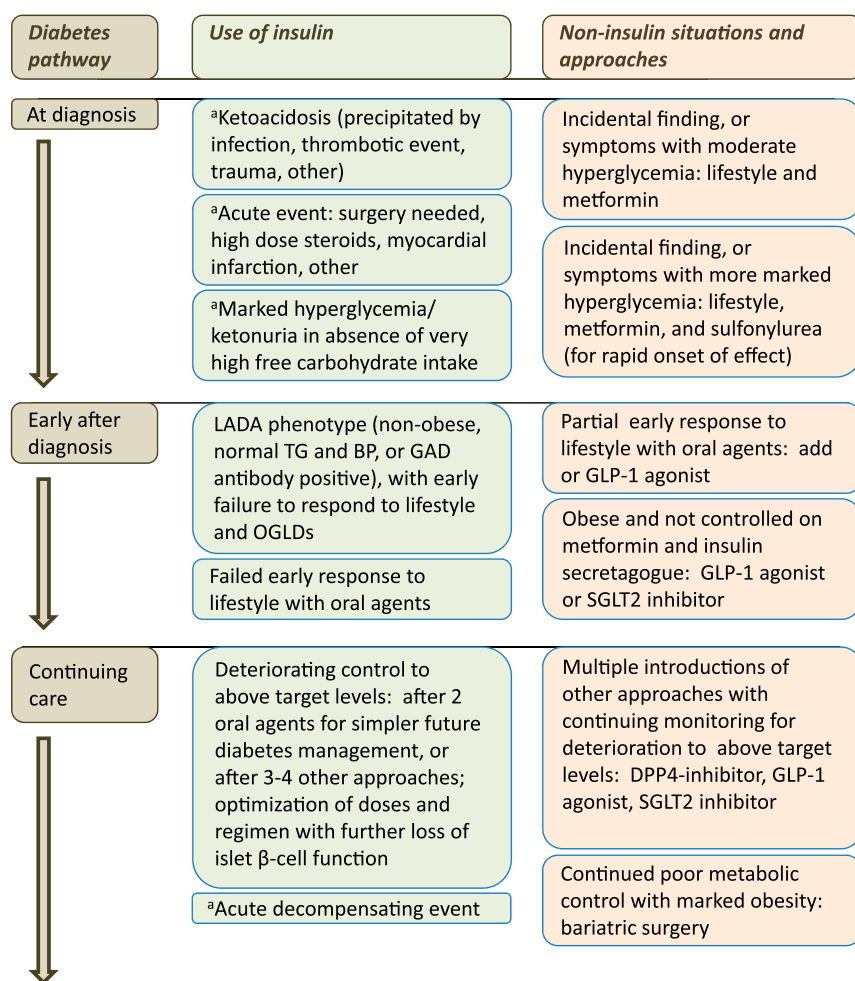 Diabetes
pathway
Use of insulin
Non-insulin situations and
approaches
At diagnosis
ᵃKetoacidosis (precipitated by
infection, thrombotic event,
trauma, other)
ᵃAcute event: surgery needed,
high dose steroids, myocardial
infarction, other
ᵃMarked hyperglycemia/
ketonuria in absence of very
high free carbohydrate intake
Incidental finding, or
symptoms with moderate
hyperglycemia: lifestyle and
metformin
Incidental finding, or
symptoms with more marked
hyperglycemia: lifestyle,
metformin, and sulfonylurea
(for rapid onset of effect)
Early after
diagnosis
LADA phenotype (non-obese,
normal TG and BP, or GAD
antibody positive), with early
failure to respond to lifestyle
and OGLDs
Failed early response to
lifestyle with oral agents
Partial early response to
lifestyle with oral agents: add
or GLP-1 agonist
Obese and not controlled on
metformin and insulin
secretagogue: GLP-1 agonist
or SGLT2 inhibitor
Continuing
care
Deteriorating control to
above target levels: after 2
oral agents for simpler future
diabetes management, or
after 3-4 other approaches;
optimization of doses and
regimen with further loss of
islet β-cell function
ᵃAcute decompensating event
Multiple introductions of
other approaches with
continuing monitoring for
deterioration to above target
levels: DPP4-inhibitor, GLP-1
agonist, SGLT2 inhibitor
Continued poor metabolic
control with marked obesity:
bariatric surgery